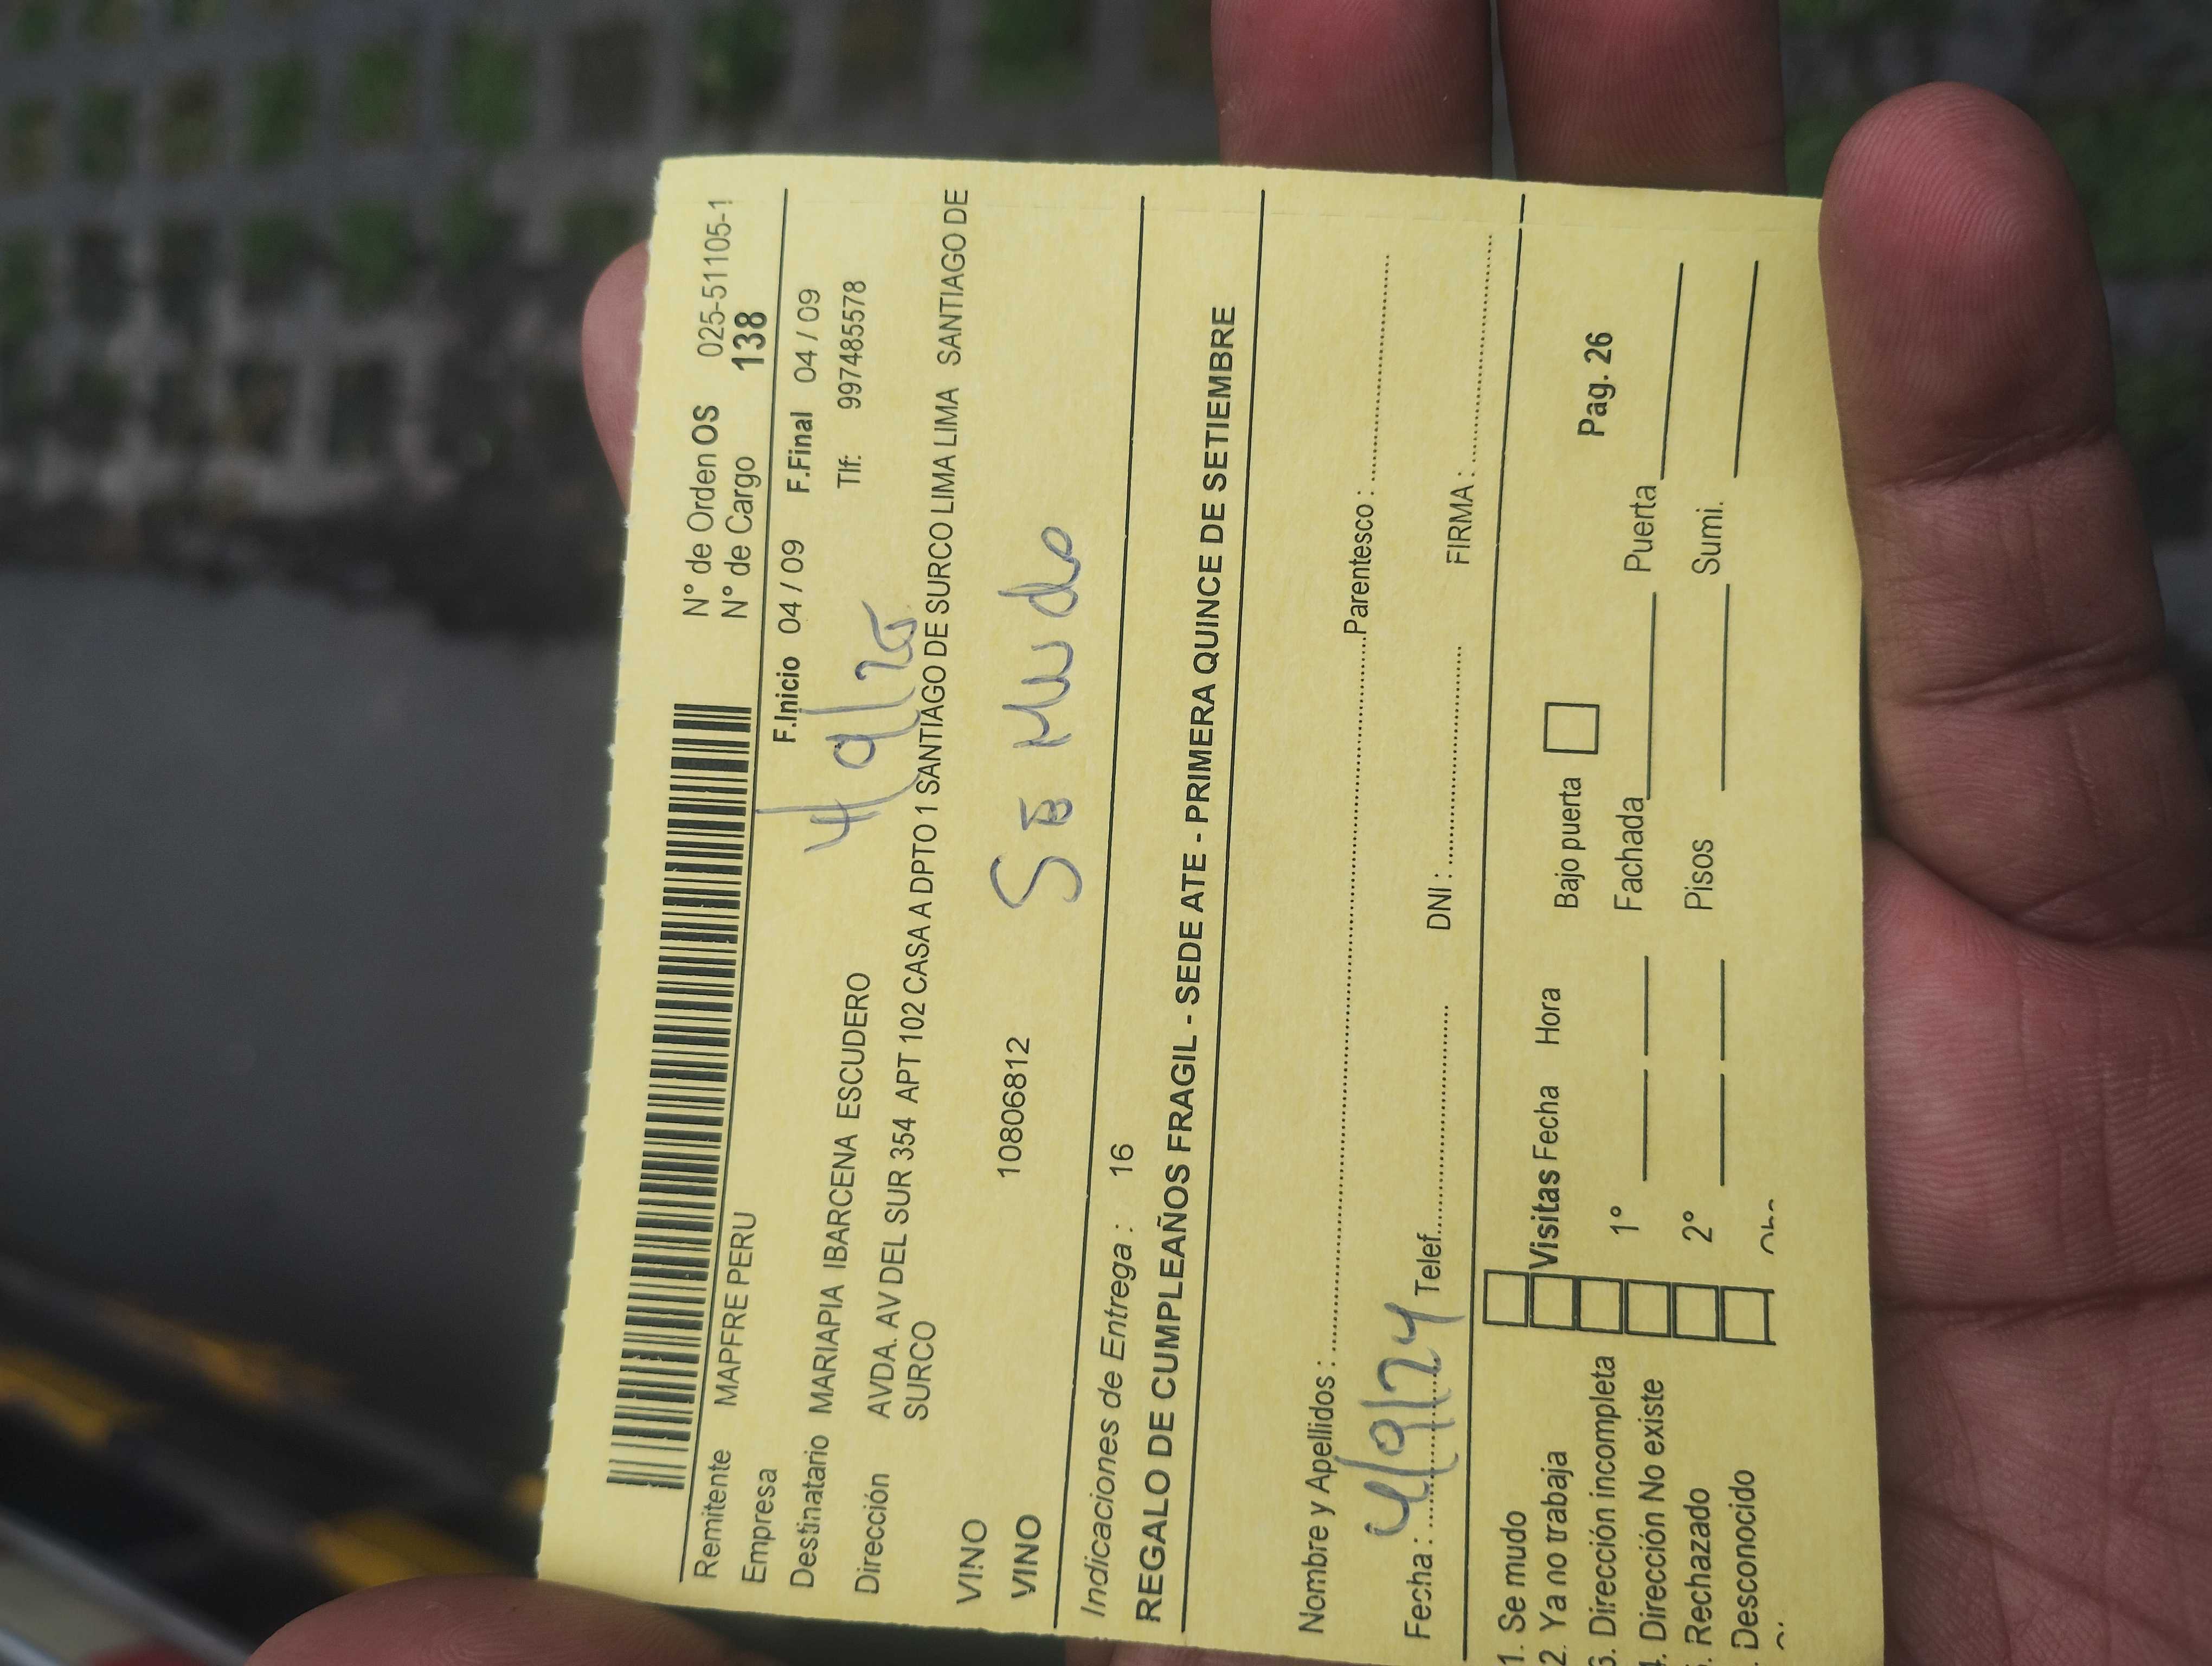 N° de Orden OS 025-51105-1
Remitente MAPFRE PERU N° de Cargo 138
Empresa F.Inicio 04 / 09 F.Final 04 / 09
Destinatario MARIAPIA IBARCENA ESCUDERO Tlf: 997485578
4/9/25
Dirección AVDA. AV DEL SUR 354 APT 102 CASA A DPTO 1 SANTIAGO DE SURCO LIMA LIMA SANTIAGO DE
SURCO
VINO
VINO 10806812 SE MUdo
Indicaciones de Entrega : 16
REGALO DE CUMPLEAÑOS FRAGIL - SEDE ATE - PRIMERA QUINCE DE SETIEMBRE
Nombre y Apellidos : Parentesco :
Fecha : 4/9/24 Telef. DNI : FIRMA :
1. Se mudo
2. Ya no trabaja Visitas Fecha Hora Bajo puerta Pag. 26
3. Dirección incompleta
. Dirección No existe 1° Fachada Puerta
. Rechazado 2° Pisos Sumi.
. Desconocido